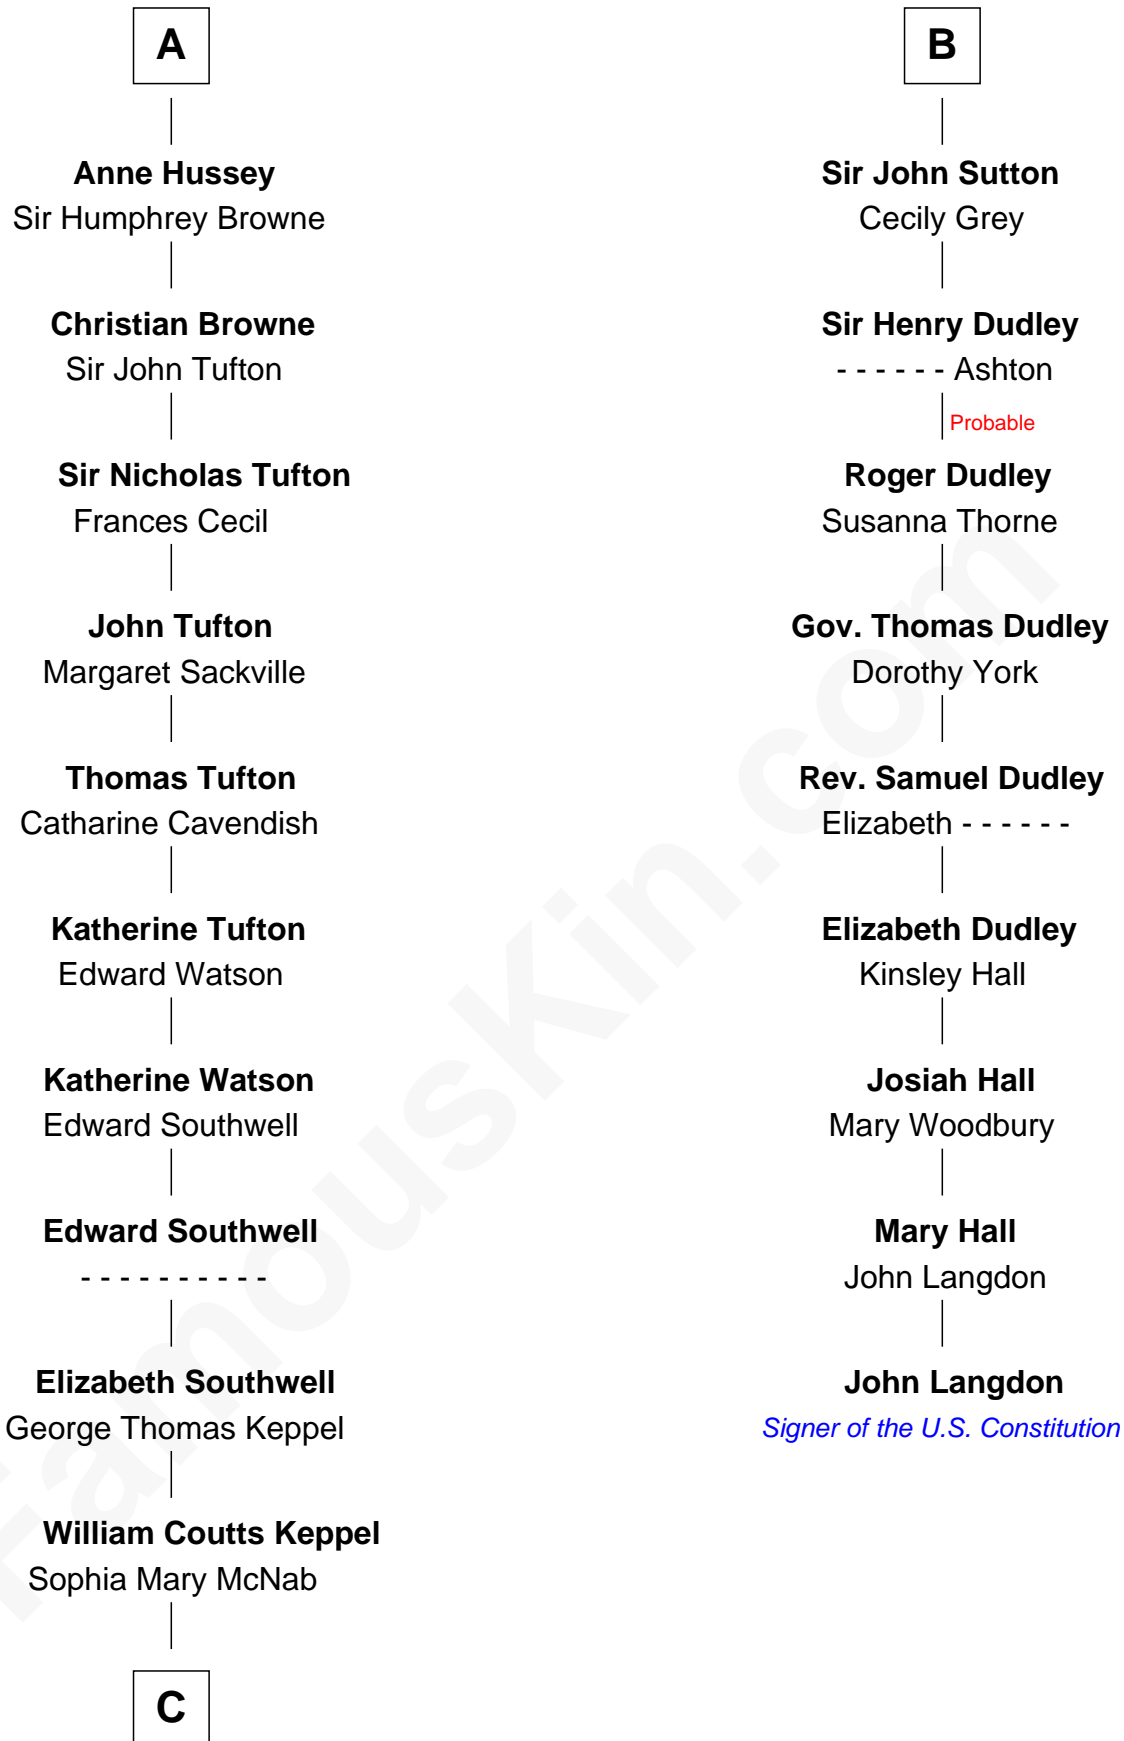 A
Anne Hussey
Sir Humphrey Browne
Christian Browne
Sir John Tufton
Sir Nicholas Tufton
Frances Cecil
John Tufton
Margaret Sackville
Thomas Tufton
Catharine Cavendish
Katherine Tufton
Edward Watson
Katherine Watson
Edward Southwell
Edward Southwell
- - - - - - - - - -
Elizabeth Southwell
George Thomas Keppel
William Coutts Keppel
Sophia Mary McNab
C
B
Sir John Sutton
Cecily Grey
Sir Henry Dudley
- - - - - - Ashton
Probable
Roger Dudley
Susanna Thorne
Gov. Thomas Dudley
Dorothy York
Rev. Samuel Dudley
Elizabeth - - - - - -
Elizabeth Dudley
Kinsley Hall
Josiah Hall
Mary Woodbury
Mary Hall
John Langdon
John Langdon
Signer of the U.S. Constitution
FamousKin.com